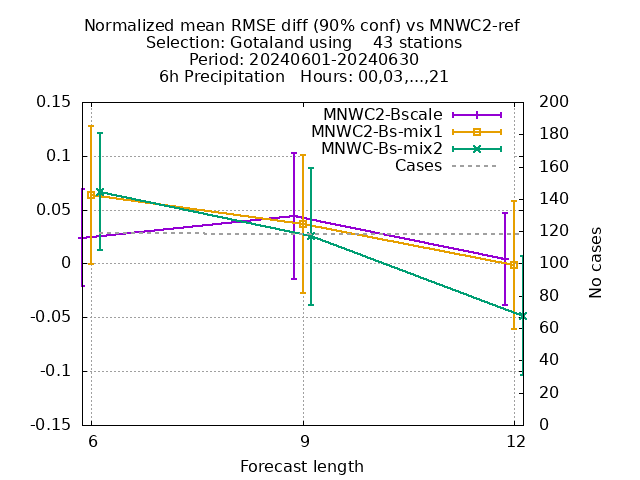 Normalized mean RMSE diff (90% conf) vs MNWC2-ref
Selection: Gotaland using    43 stations
Period: 20240601-20240630
6h Precipitation   Hours: 00,03,...,21
MNWC2-Bscale
MNWC2-Bs-mix1
MNWC-Bs-mix2
Cases
0.15
0.1
0.05
0
-0.05
-0.1
-0.15
200
180
160
140
120
100
80
60
40
20
0
No cases
6
9
12
Forecast length